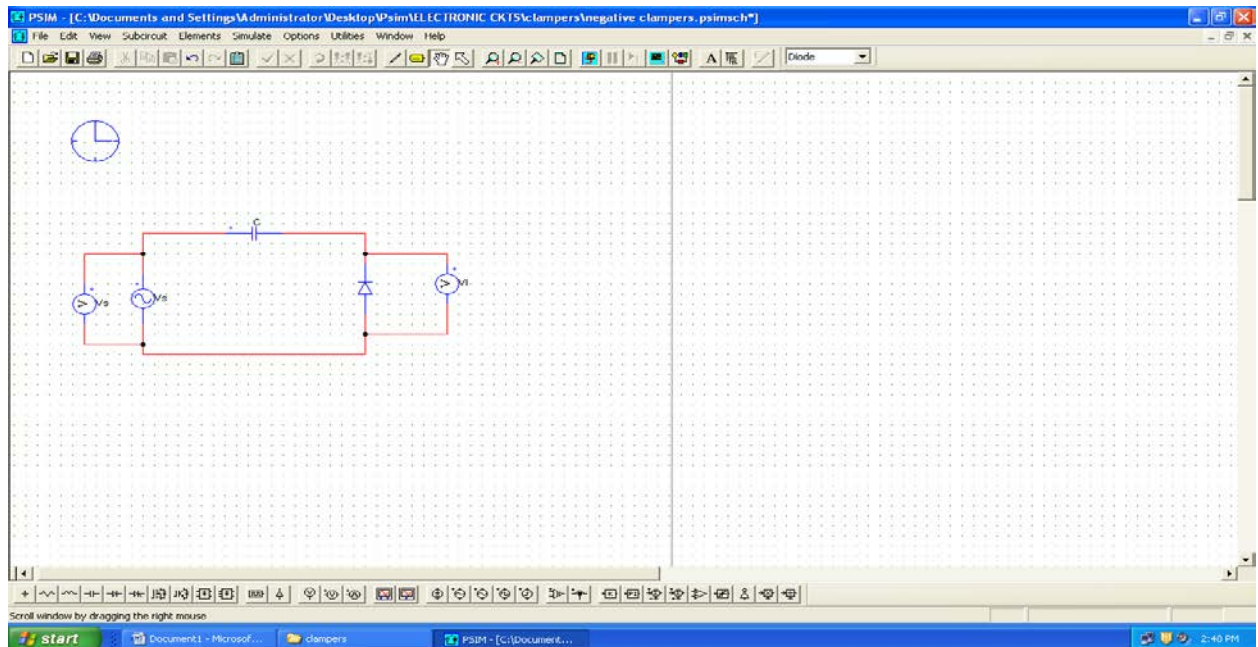 PSIM - [C:\Documents and Settings\Administrator\Desktop\Psim\ELECTRONIC CKTS\clampers\negative clampers.psimsch*]
File Edit View Subcircuit Elements Simulate Options Utilities Window Help
Diode
C
Vs
Vs
Vl
Scroll window by dragging the right mouse
start Document1 - Microsof... clampers PSIM - [C:\Document... 2:40 PM